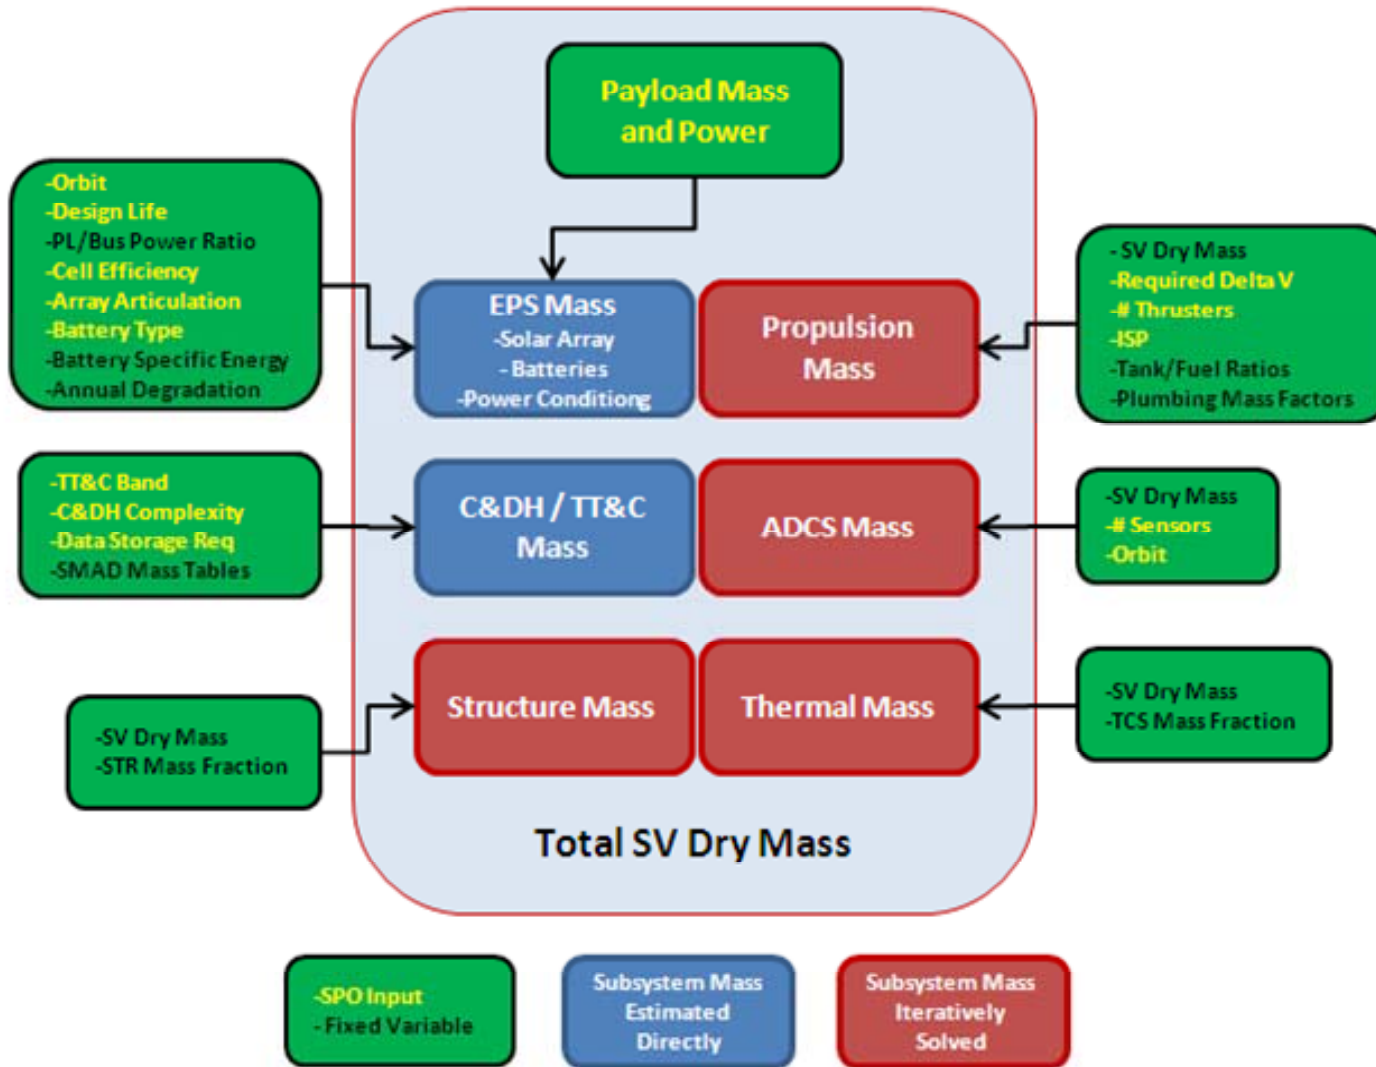 Payload Mass
and Power
-Orbit
-Design Life
-PL/Bus Power Ratio
-Cell Efficiency
-Array Articulation
-Battery Type
-Battery Specific Energy
-Annual Degradation
EPS Mass
-Solar Array
- Batteries
-Power Conditiong
Propulsion
Mass
- SV Dry Mass
-Required Delta V
-# Thrusters
-ISP
-Tank/Fuel Ratios
-Plumbing Mass Factors
-TT&C Band
-C&DH Complexity
-Data Storage Req
-SMAD Mass Tables
C&DH / TT&C
Mass
ADCS Mass
-SV Dry Mass
-# Sensors
-Orbit
-SV Dry Mass
-STR Mass Fraction
Structure Mass
Thermal Mass
-SV Dry Mass
-TCS Mass Fraction
Total SV Dry Mass
-SPO Input
- Fixed Variable
Subsystem Mass
Estimated
Directly
Subsystem Mass
Iteratively
Solved